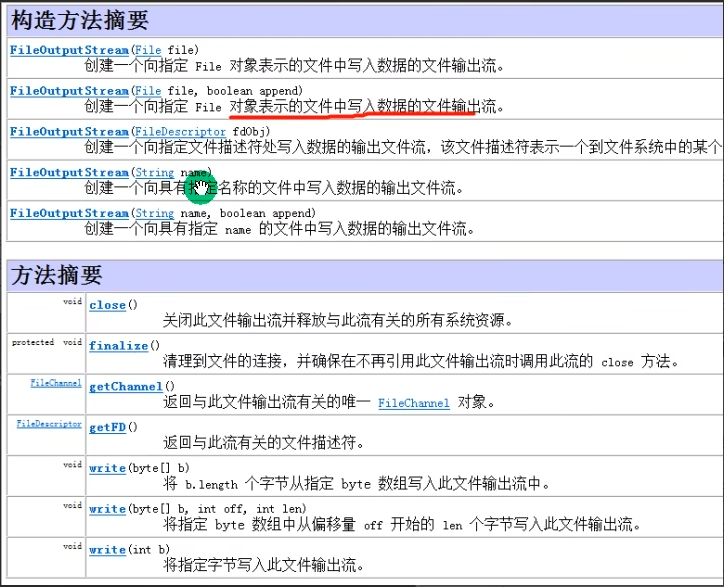 构造方法摘要
FileOutputStream(File file)
创建一个向指定 File 对象表示的文件中写入数据的文件输出流。
FileOutputStream(File file, boolean append)
创建一个向指定 File 对象表示的文件中写入数据的文件输出流。
FileOutputStream(FileDescriptor fdObj)
创建一个向指定文件描述符处写入数据的输出文件流，该文件描述符表示一个到文件系统中的某个
FileOutputStream(String name)
创建一个向具有指定名称的文件中写入数据的输出文件流。
FileOutputStream(String name, boolean append)
创建一个向具有指定 name 的文件中写入数据的输出文件流。
方法摘要
void close()
关闭此文件输出流并释放与此流有关的所有系统资源。
protected void finalize()
清理到文件的连接，并确保在不再引用此文件输出流时调用此流的 close 方法。
FileChannel getChannel()
返回与此文件输出流有关的唯一 FileChannel 对象。
FileDescriptor getFD()
返回与此流有关的文件描述符。
void write(byte[] b)
将 b.length 个字节从指定 byte 数组写入此文件输出流中。
void write(byte[] b, int off, int len)
将指定 byte 数组中从偏移量 off 开始的 len 个字节写入此文件输出流。
void write(int b)
将指定字节写入此文件输出流。